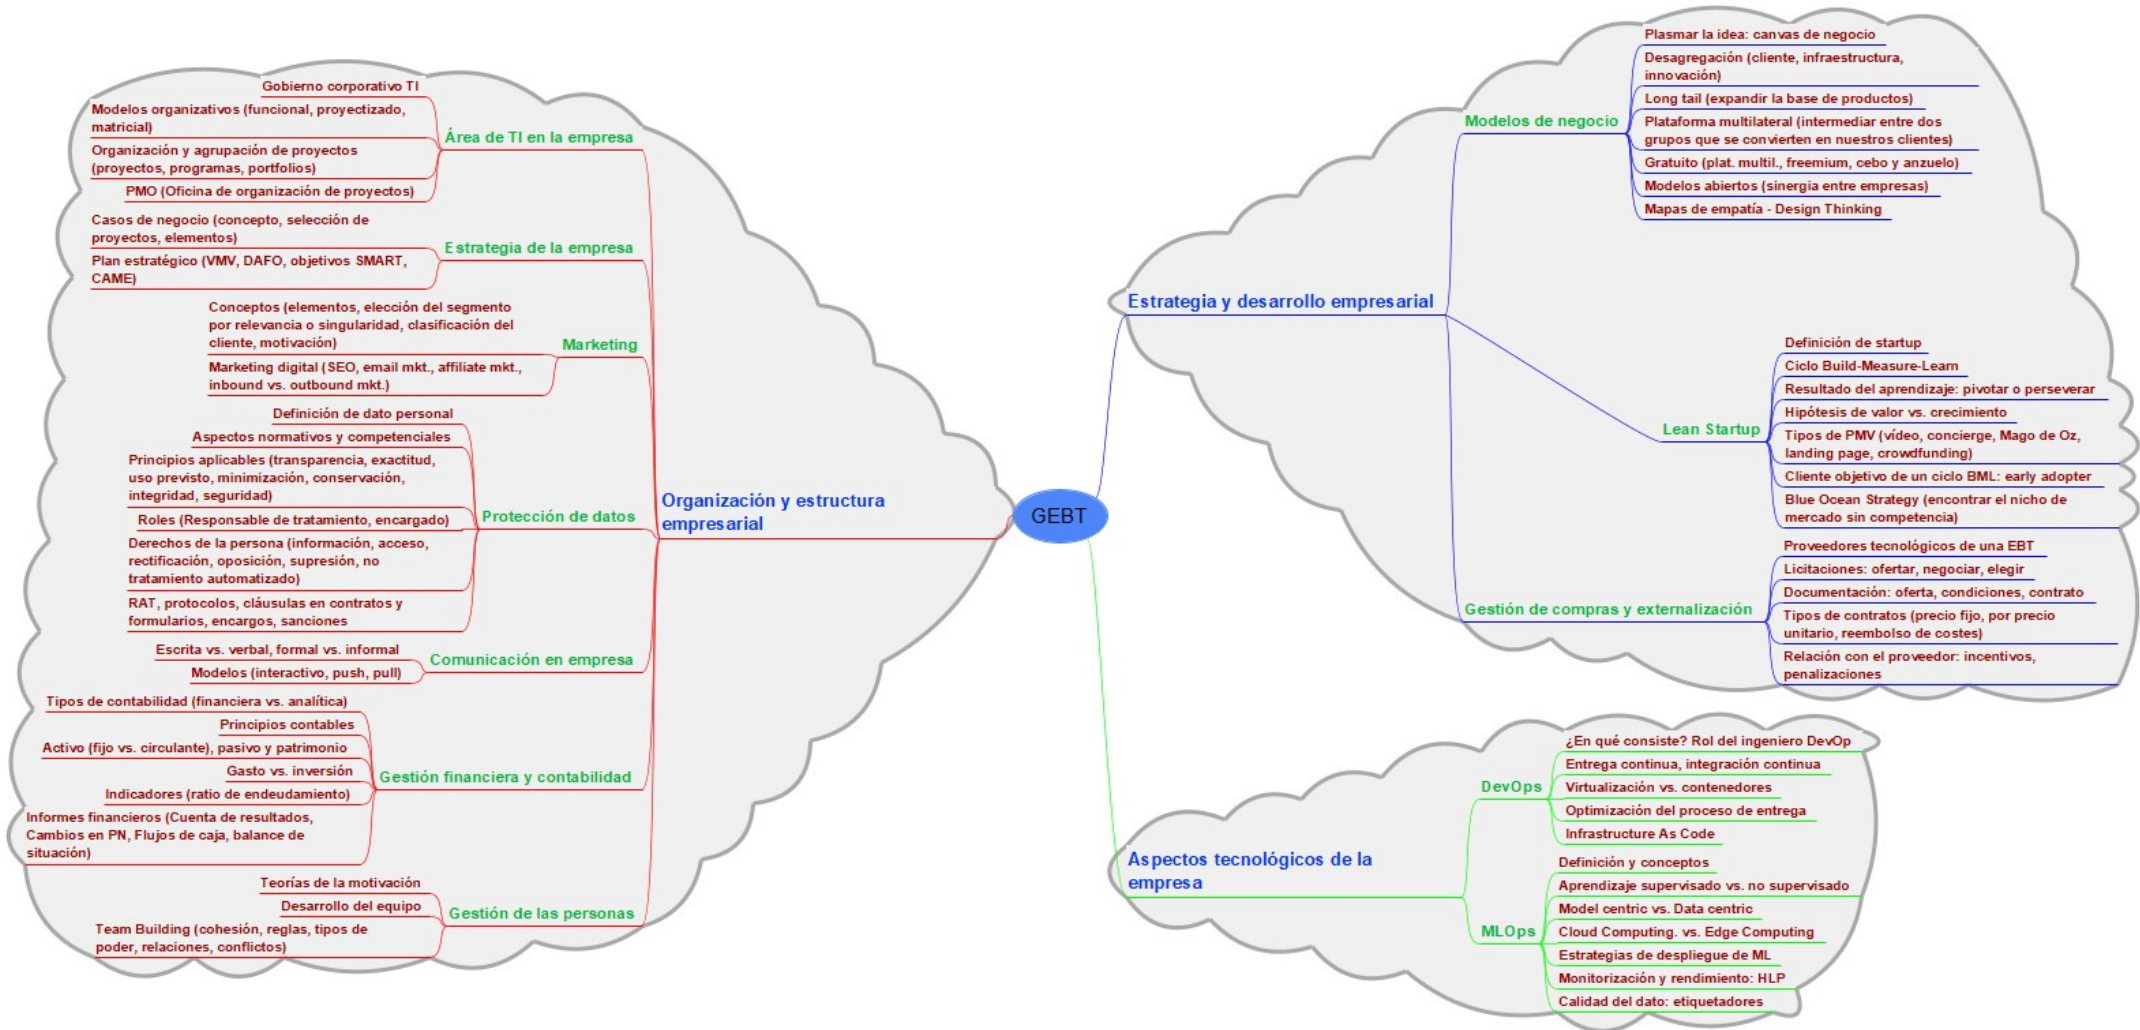 GEBT
Organización y estructura
empresarial
Área de TI en la empresa
Gobierno corporativo TI
Modelos organizativos (funcional, proyectizado,
matricial)
Organización y agrupación de proyectos
(proyectos, programas, portfolios)
PMO (Oficina de organización de proyectos)
Estrategia de la empresa
Casos de negocio (concepto, selección de
proyectos, elementos)
Plan estratégico (VMV, DAFO, objetivos SMART,
CAME)
Marketing
Conceptos (elementos, elección del segmento
por relevancia o singularidad, clasificación del
cliente, motivación)
Marketing digital (SEO, email mkt., affiliate mkt.,
inbound vs. outbound mkt.)
Protección de datos
Definición de dato personal
Aspectos normativos y competenciales
Principios aplicables (transparencia, exactitud,
uso previsto, minimización, conservación,
integridad, seguridad)
Roles (Responsable de tratamiento, encargado)
Derechos de la persona (información, acceso,
rectificación, oposición, supresión, no
tratamiento automatizado)
RAT, protocolos, cláusulas en contratos y
formularios, encargos, sanciones
Comunicación en empresa
Escrita vs. verbal, formal vs. informal
Modelos (interactivo, push, pull)
Gestión financiera y contabilidad
Tipos de contabilidad (financiera vs. analítica)
Principios contables
Activo (fijo vs. circulante), pasivo y patrimonio
Gasto vs. inversión
Indicadores (ratio de endeudamiento)
Informes financieros (Cuenta de resultados,
Cambios en PN, Flujos de caja, balance de
situación)
Gestión de las personas
Teorías de la motivación
Desarrollo del equipo
Team Building (cohesión, reglas, tipos de
poder, relaciones, conflictos)
Estrategia y desarrollo empresarial
Modelos de negocio
Plasmar la idea: canvas de negocio
Desagregación (cliente, infraestructura,
innovación)
Long tail (expandir la base de productos)
Plataforma multilateral (intermediar entre dos
grupos que se convierten en nuestros clientes)
Gratuito (plat. multil., freemium, cebo y anzuelo)
Modelos abiertos (sinergia entre empresas)
Mapas de empatía - Design Thinking
Lean Startup
Definición de startup
Ciclo Build-Measure-Learn
Resultado del aprendizaje: pivotar o perseverar
Hipótesis de valor vs. crecimiento
Tipos de PMV (vídeo, concierge, Mago de Oz,
landing page, crowdfunding)
Cliente objetivo de un ciclo BML: early adopter
Blue Ocean Strategy (encontrar el nicho de
mercado sin competencia)
Gestión de compras y externalización
Proveedores tecnológicos de una EBT
Licitaciones: ofertar, negociar, elegir
Documentación: oferta, condiciones, contrato
Tipos de contratos (precio fijo, por precio
unitario, reembolso de costes)
Relación con el proveedor: incentivos,
penalizaciones
Aspectos tecnológicos de la
empresa
DevOps
¿En qué consiste? Rol del ingeniero DevOp
Entrega continua, integración continua
Virtualización vs. contenedores
Optimización del proceso de entrega
Infrastructure As Code
MLOps
Definición y conceptos
Aprendizaje supervisado vs. no supervisado
Model centric vs. Data centric
Cloud Computing. vs. Edge Computing
Estrategias de despliegue de ML
Monitorización y rendimiento: HLP
Calidad del dato: etiquetadores